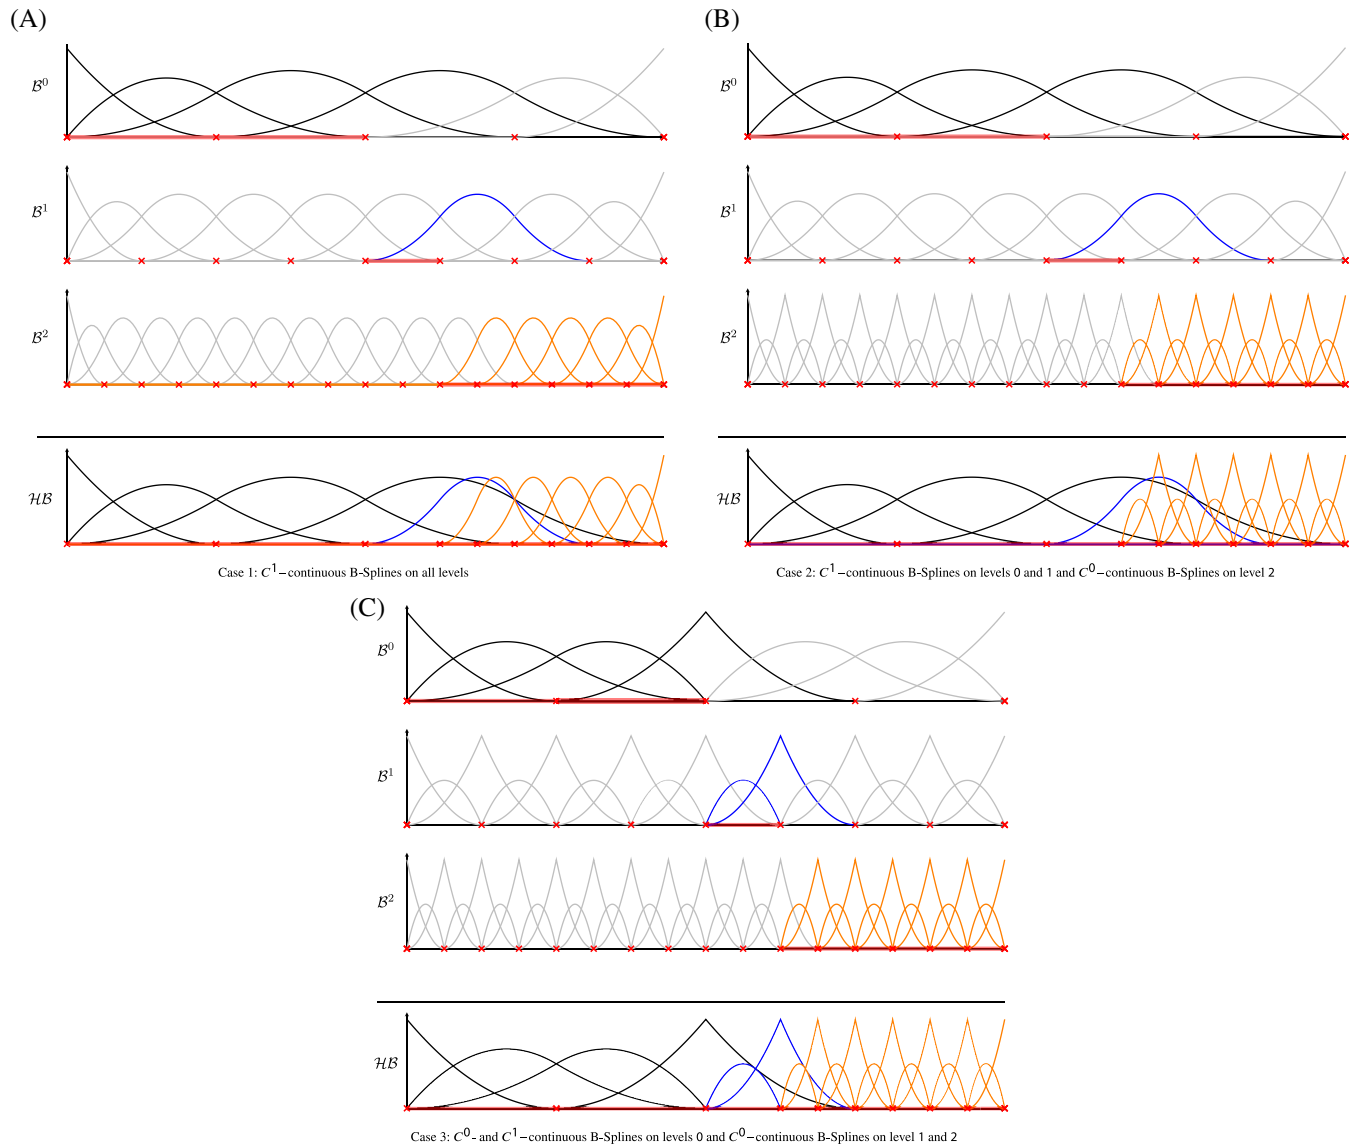 (A)
B⁰
B¹
B²
HB
Case 1: C¹−continuous B-Splines on all levels
(B)
B⁰
B¹
B²
HB
Case 2: C¹−continuous B-Splines on levels 0 and 1 and C⁰−continuous B-Splines on level 2
(C)
B⁰
B¹
B²
HB
Case 3: C⁰- and C¹−continuous B-Splines on levels 0 and C⁰−continuous B-Splines on level 1 and 2